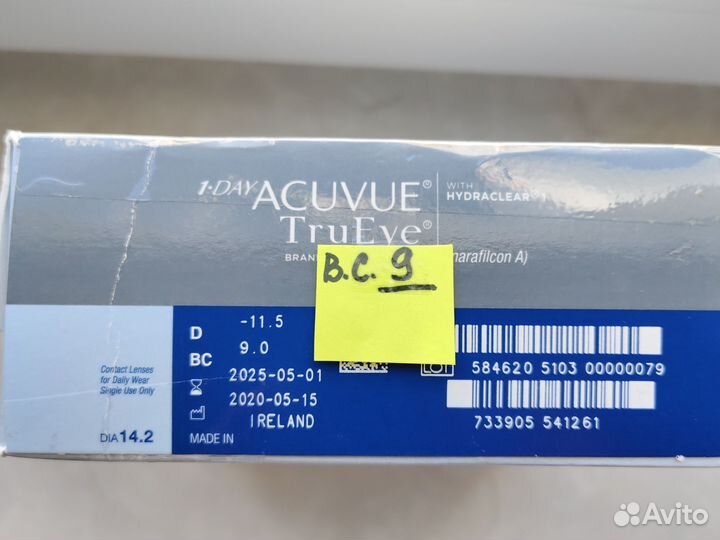 1·DAY ACUVUE®
TruEye®
WITH
HYDRACLEAR® 1
BRAN
narafilcon A)
B.C. 9
D -11.5
BC 9.0
2025-05-01
2020-05-15
MADE IN IRELAND
Contact Lenses
for Daily Wear
Single Use Only
DIA 14.2
LOT
584620 5103 00000079
733905 541261
Avito